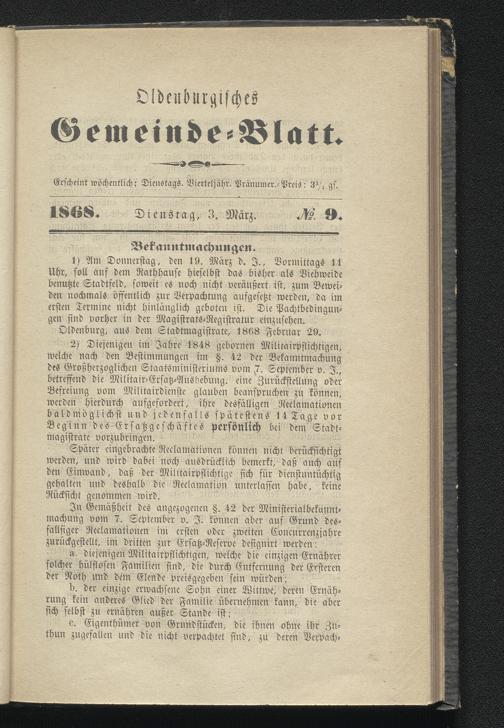 Oldenburgisches
Gemeinde-Blatt.
Erscheint wöchentlich: Dienstags. Vierteljähr. Pränumer.-Preis: 3¾ gs.
1868. Dienstag, 3. März. № 9.
Bekanntmachungen.
1) Am Donnerstag, den 19. März d. J., Vormittags 11
Uhr, soll auf dem Rathhause hieselbst das bisher als Viehweide
benutzte Stadtfeld, soweit es noch nicht veräußert ist, zum Bewei-
den nochmals öffentlich zur Verpachtung aufgesetzt werden, da im
ersten Termine nicht hinlänglich geboten ist. Die Pachtbedingun-
gen sind vorher in der Magistrats-Registratur einzusehen.
Oldenburg, aus dem Stadtmagistrate, 1868 Februar 29.
2) Diejenigen im Jahre 1848 gebornen Militairpflichtigen,
welche nach den Bestimmungen im §. 42 der Bekanntmachung
des Großherzoglichen Staatsministeriums vom 7. September v. J.,
betreffend die Militair-Ersatz-Aushebung, eine Zurückstellung oder
Befreiung vom Militairdienste glauben beanspruchen zu können,
werden hierdurch aufgefordert, ihre desfälligen Reclamationen
baldmöglichst und jedenfalls spätestens 14 Tage vor
Beginn des Ersatzgeschäftes persönlich bei dem Stadt-
magistrate vorzubringen.
Später eingebrachte Reclamationen können nicht berücksichtigt
werden, und wird dabei noch ausdrücklich bemerkt, daß auch auf
den Einwand, daß der Militairpflichtige sich für dienstuntüchtig
gehalten und deshalb die Reclamation unterlassen habe, keine
Rücksicht genommen wird.
In Gemäßheit des angezogenen §. 42 der Ministerialbekannt-
machung vom 7. September v. J. können aber auf Grund des-
fallsiger Reclamationen im ersten oder zweiten Concurrenzjahre
zurückgestellt, im dritten zur Ersatz-Reserve designirt werden:
a. diejenigen Militairpflichtigen, welche die einzigen Ernährer
solcher hülflosen Familien sind, die durch Entfernung der Ersteren
der Noth und dem Elende preisgegeben sein würden;
b. der einzige erwachsene Sohn einer Wittwe, deren Ernäh-
rung kein anderes Glied der Familie übernehmen kann, die aber
sich selbst zu ernähren außer Stande ist;
c. Eigenthümer von Grundstücken, die ihnen ohne ihr Zu-
thun zugefallen und die nicht verpachtet sind, zu deren Verpach-